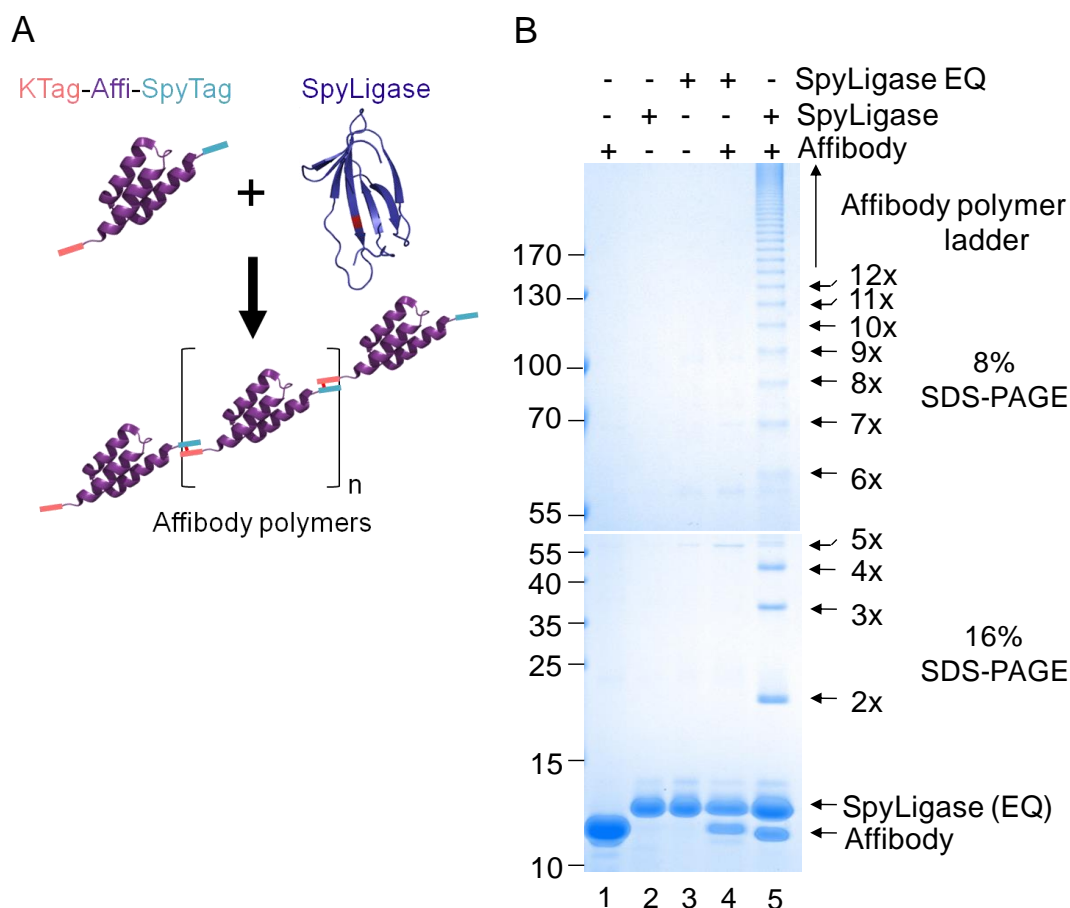 A
KTag-Affi-SpyTag
SpyLigase
+
n
Affibody polymers
B
- - + + - SpyLigase EQ
- + - - + SpyLigase
+ - - + + Affibody
Affibody polymer
ladder
170
130
100
70
55
12x
11x
10x
9x
8x
7x
6x
8%
SDS-PAGE
55
40
35
25
15
10
5x
4x
3x
2x
16%
SDS-PAGE
SpyLigase (EQ)
Affibody
1 2 3 4 5